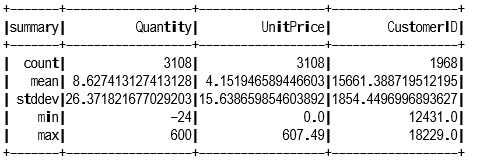 +-------+------------------+------------------+------------------+
|summary|          Quantity|         UnitPrice|        CustomerID|
+-------+------------------+------------------+------------------+
|  count|              3108|              3108|              1968|
|   mean| 8.627413127413128| 4.151946589446603|15661.388719512195|
| stddev|26.371821677029203|15.638659854603892|1854.4496996893627|
|    min|               -24|               0.0|           12431.0|
|    max|               600|            607.49|           18229.0|
+-------+------------------+------------------+------------------+